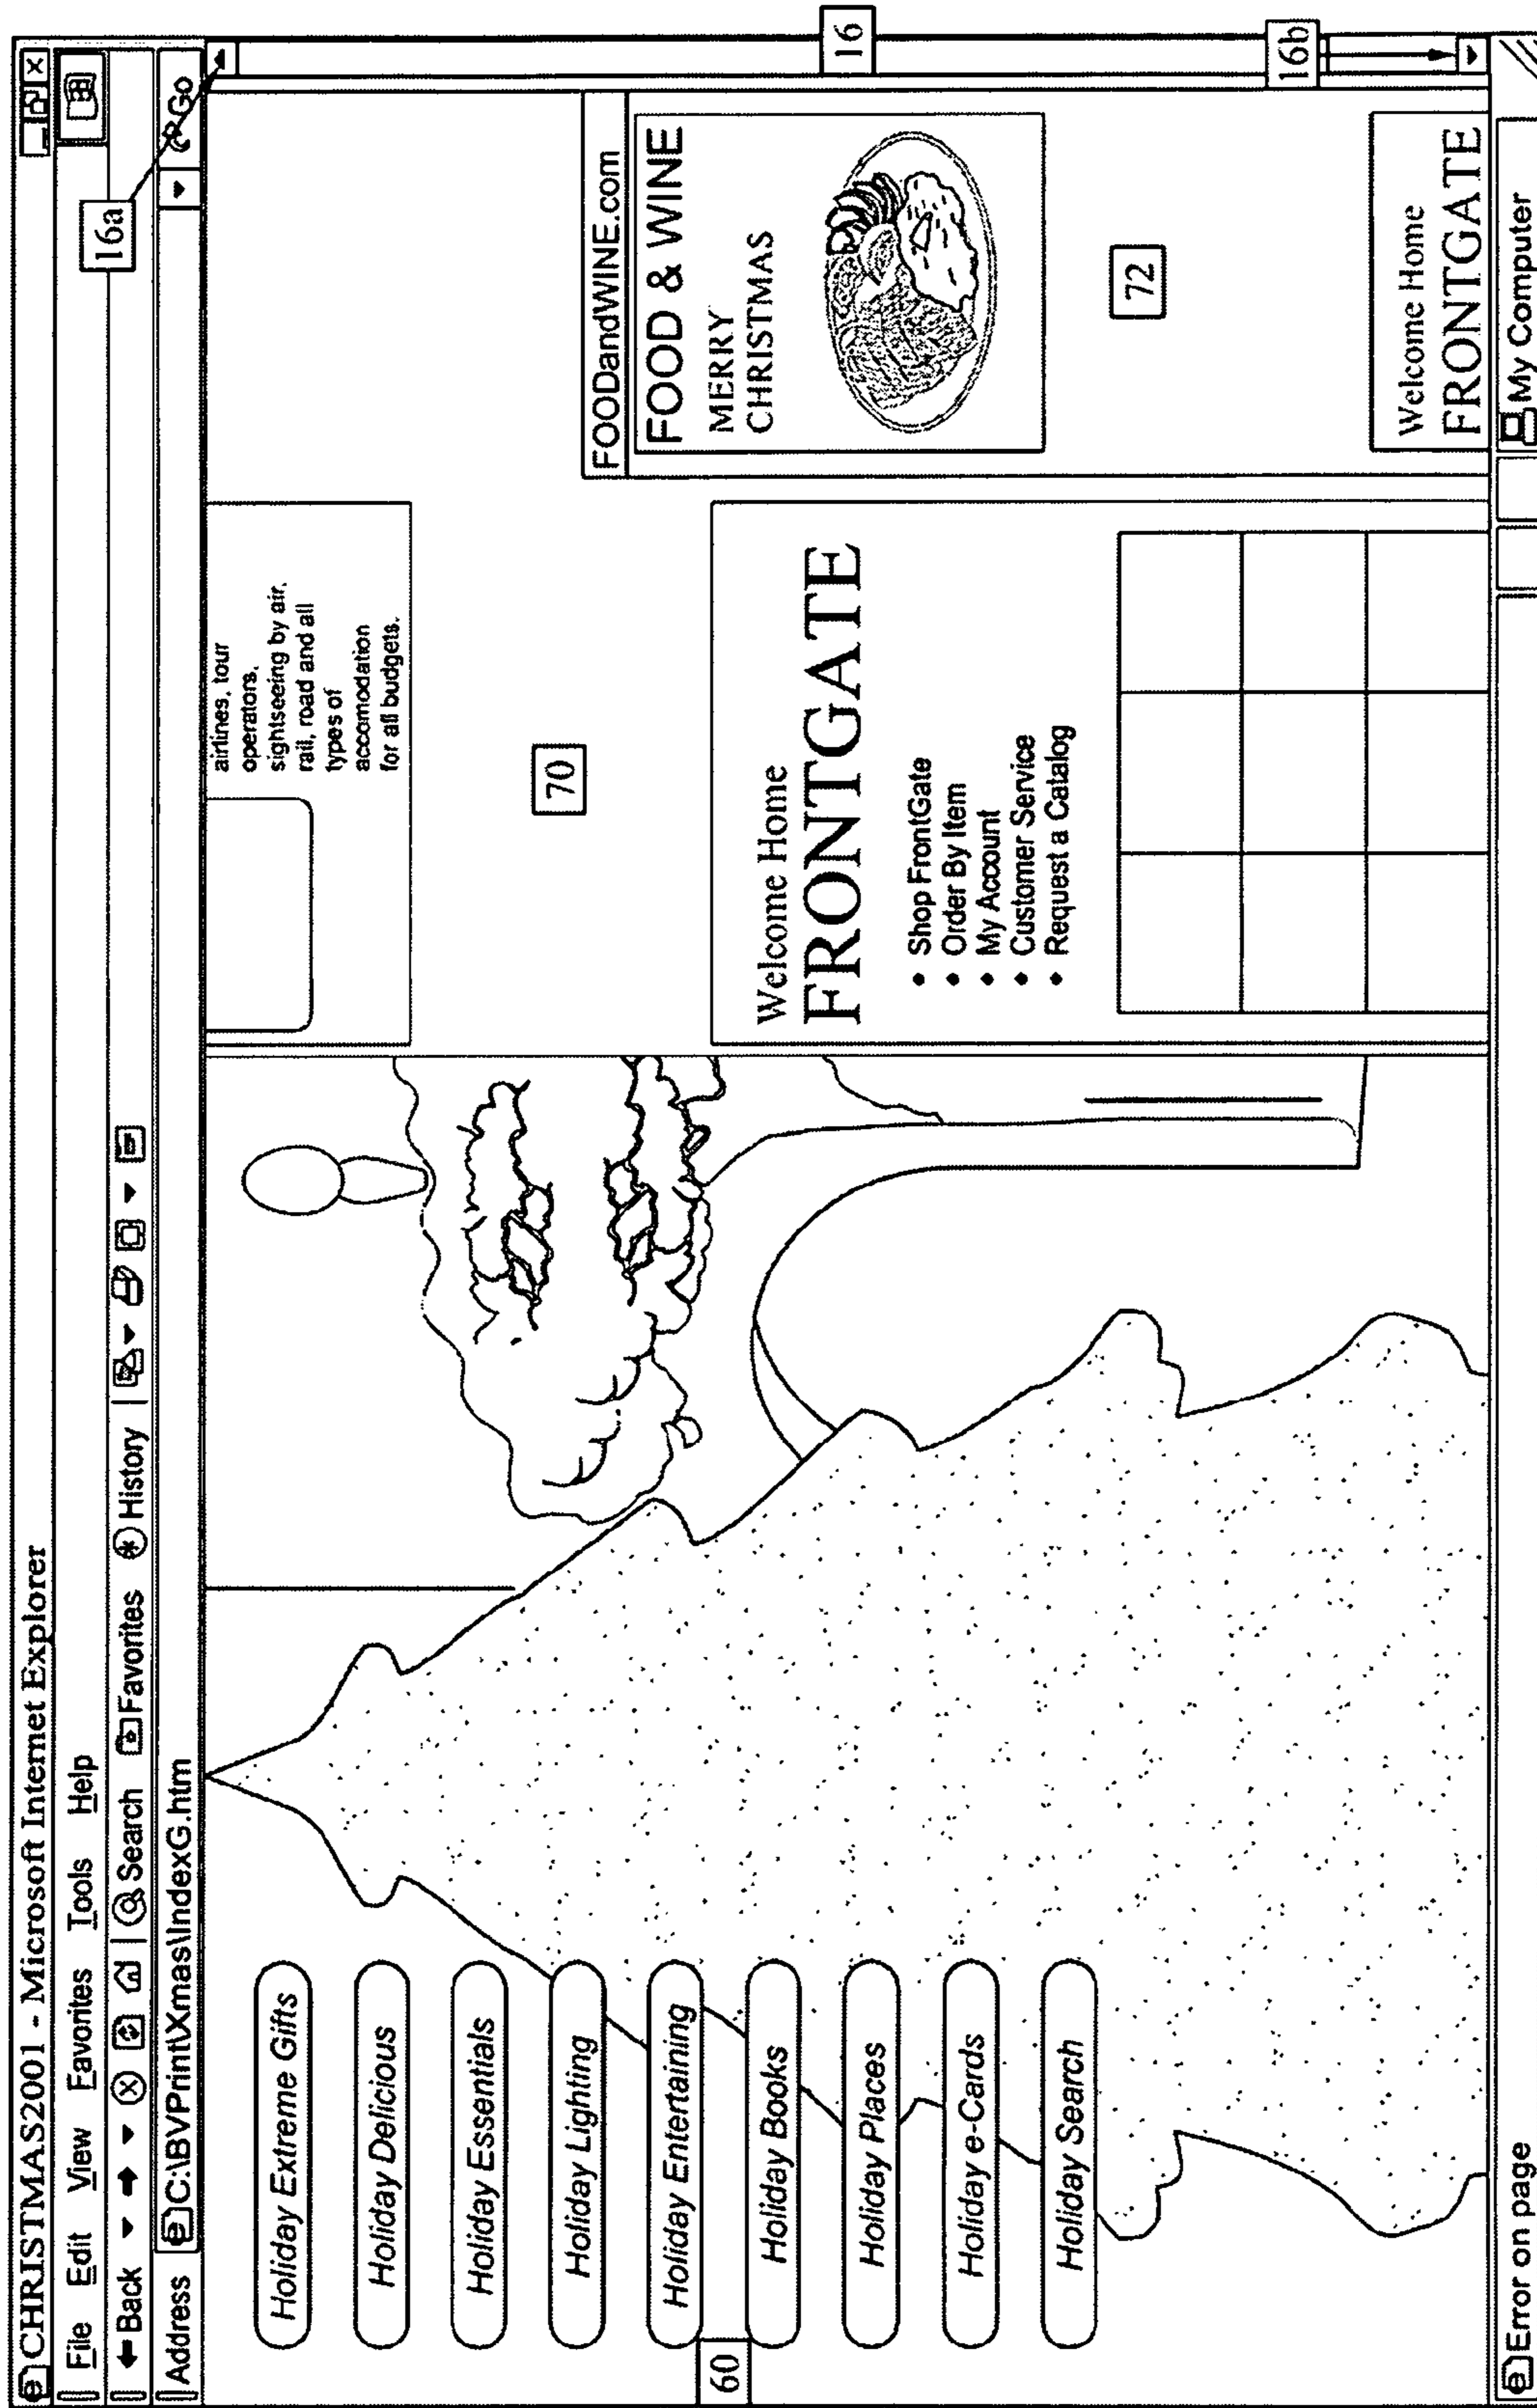 CHRISTMAS2001 - Microsoft Internet Explorer
File Edit View Favorites Tools Help
Back Search Favorites History
16a
Address C:\BVPrint\Xmas\IndexG.htm Go
Holiday Extreme Gifts
Holiday Delicious
Holiday Essentials
Holiday Lighting
Holiday Entertaining
Holiday Books
Holiday Places
Holiday e-Cards
Holiday Search
60
airlines, tour
operators,
sightseeing by air,
rail, road and all
types of
accomodation
for all budgets.
70
Welcome Home
FRONTGATE
• Shop FrontGate
• Order By Item
• My Account
• Customer Service
• Request a Catalog
FOODandWINE.com
FOOD & WINE
MERRY
CHRISTMAS
72
Welcome Home
FRONTGATE
16
16b
Error on page
My Computer